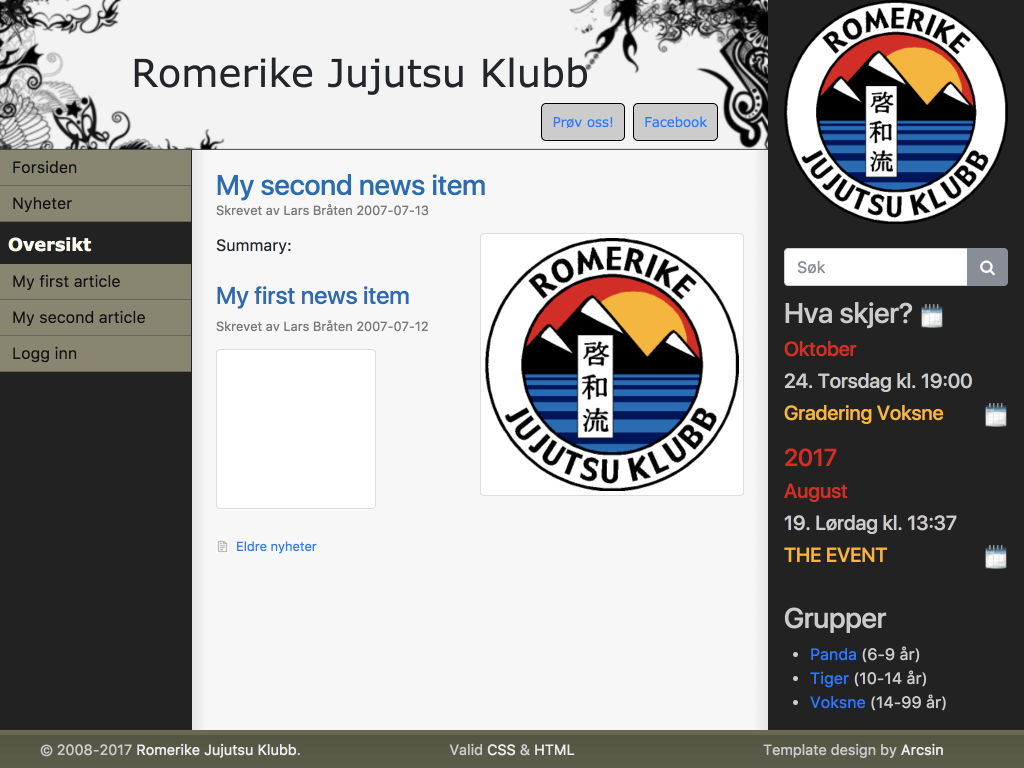 Romerike Jujutsu Klubb
Prøv oss!
Facebook
Forsiden
Nyheter
Oversikt
My first article
My second article
Logg inn
My second news item
Skrevet av Lars Bråten 2007-07-13
Summary:
ROMERIKE
啓和流
JUJUTSU KLUBB
My first news item
Skrevet av Lars Bråten 2007-07-12
Eldre nyheter
ROMERIKE
啓和流
JUJUTSU KLUBB
Søk
Hva skjer?
Oktober
24. Torsdag kl. 19:00
Gradering Voksne
2017
August
19. Lørdag kl. 13:37
THE EVENT
Grupper
• Panda (6-9 år)
• Tiger (10-14 år)
• Voksne (14-99 år)
© 2008-2017 Romerike Jujutsu Klubb.
Valid CSS & HTML
Template design by Arcsin